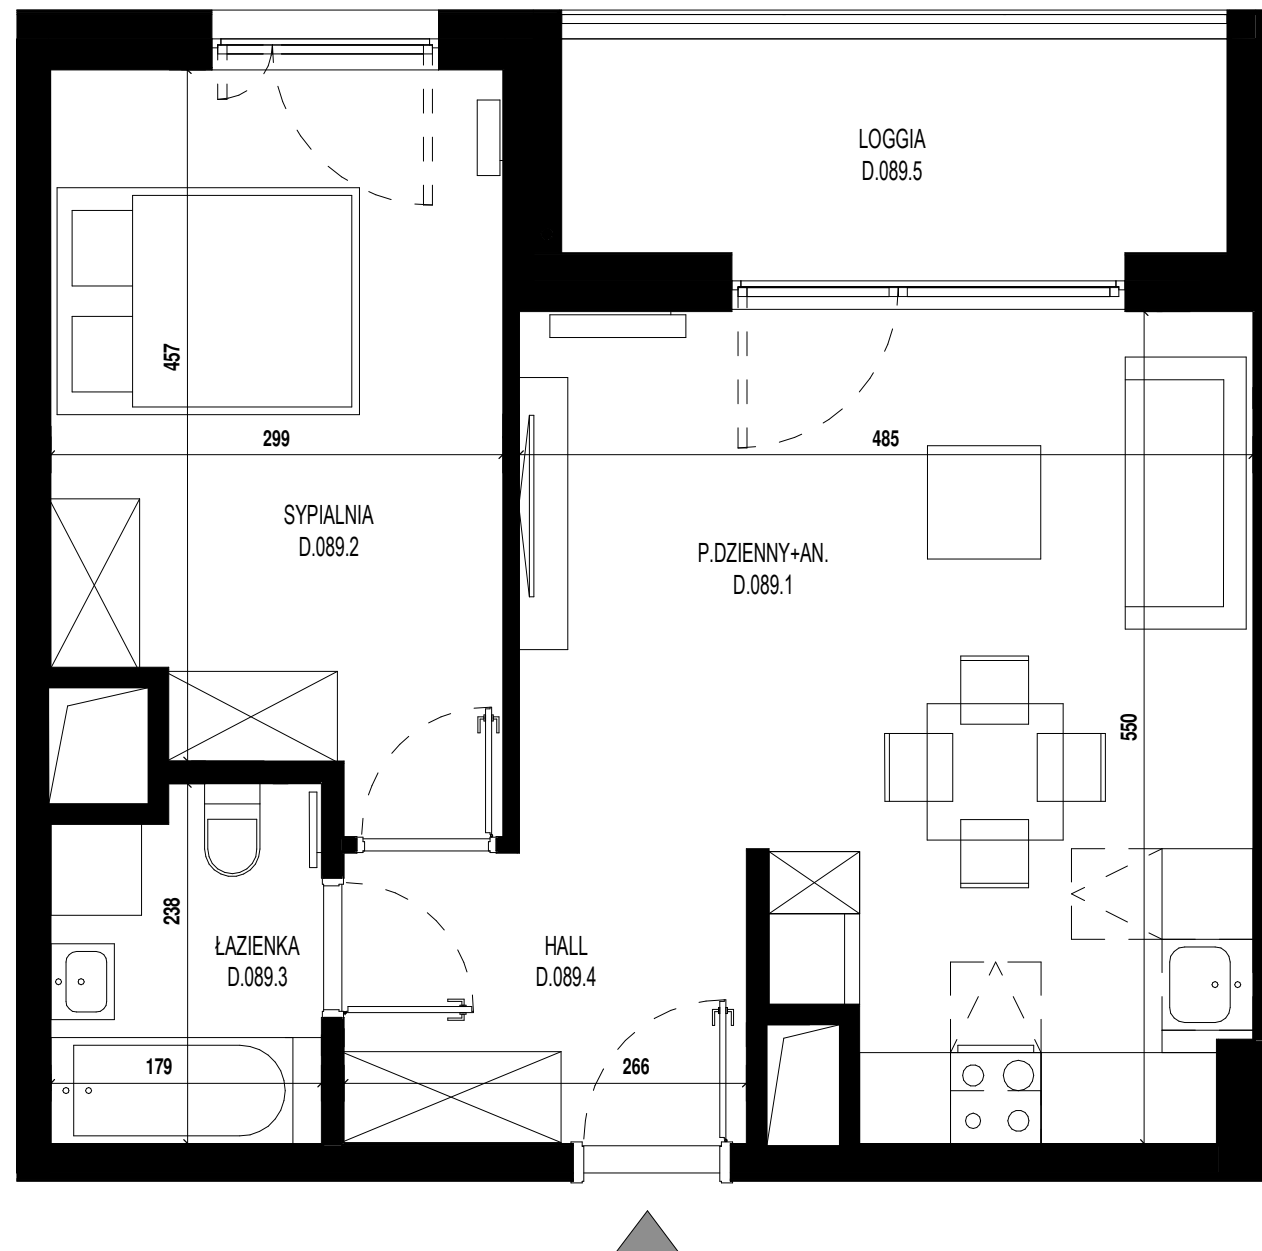 LOGGIA
D.089.5
457
299
485
SYPIALNIA
D.089.2
P.DZIENNY+AN.
D.089.1
550
238
ŁAZIENKA
D.089.3
HALL
D.089.4
179
266